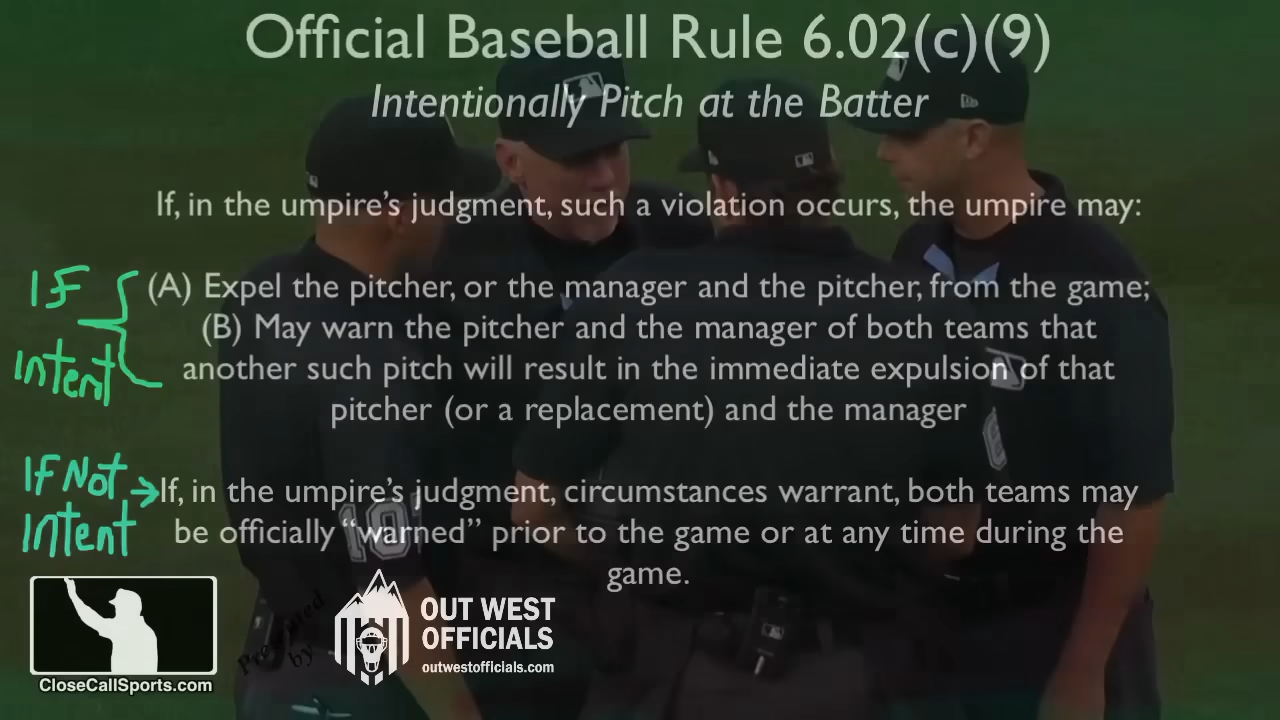 Official Baseball Rule 6.02(c)(9)
Intentionally Pitch at the Batter
If, in the umpire's judgment, such a violation occurs, the umpire may:
IF
Intent
(A) Expel the pitcher, or the manager and the pitcher, from the game;
(B) May warn the pitcher and the manager of both teams that
another such pitch will result in the immediate expulsion of that
pitcher (or a replacement) and the manager
IF Not
Intent
If, in the umpire's judgment, circumstances warrant, both teams may
be officially “warned” prior to the game or at any time during the
game.
10
CloseCallSports.com
Prepared
by
OUT WEST
OFFICIALS
outwestofficials.com